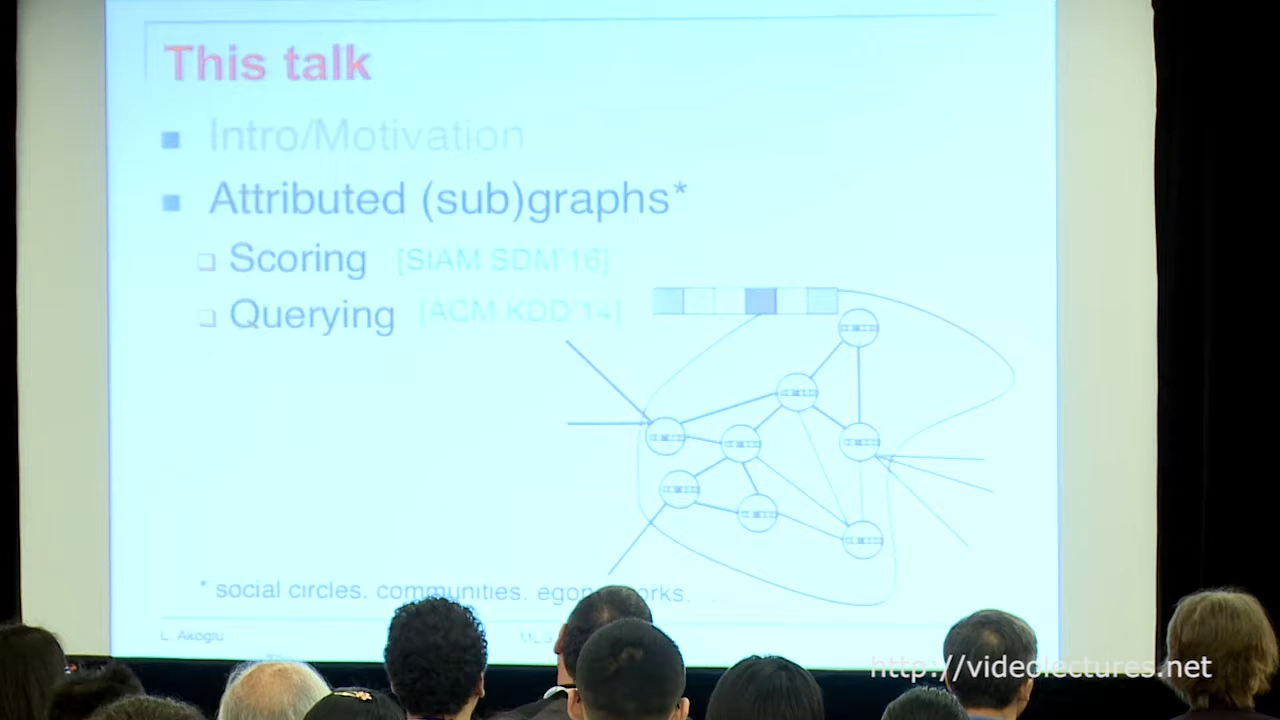 This talk
Intro/Motivation
Attributed (sub)graphs*
Scoring [SIAM SDM'16]
Querying [ACM KDD'14]
* social circles, communities,
L. Akoglu
http://videolectures.net